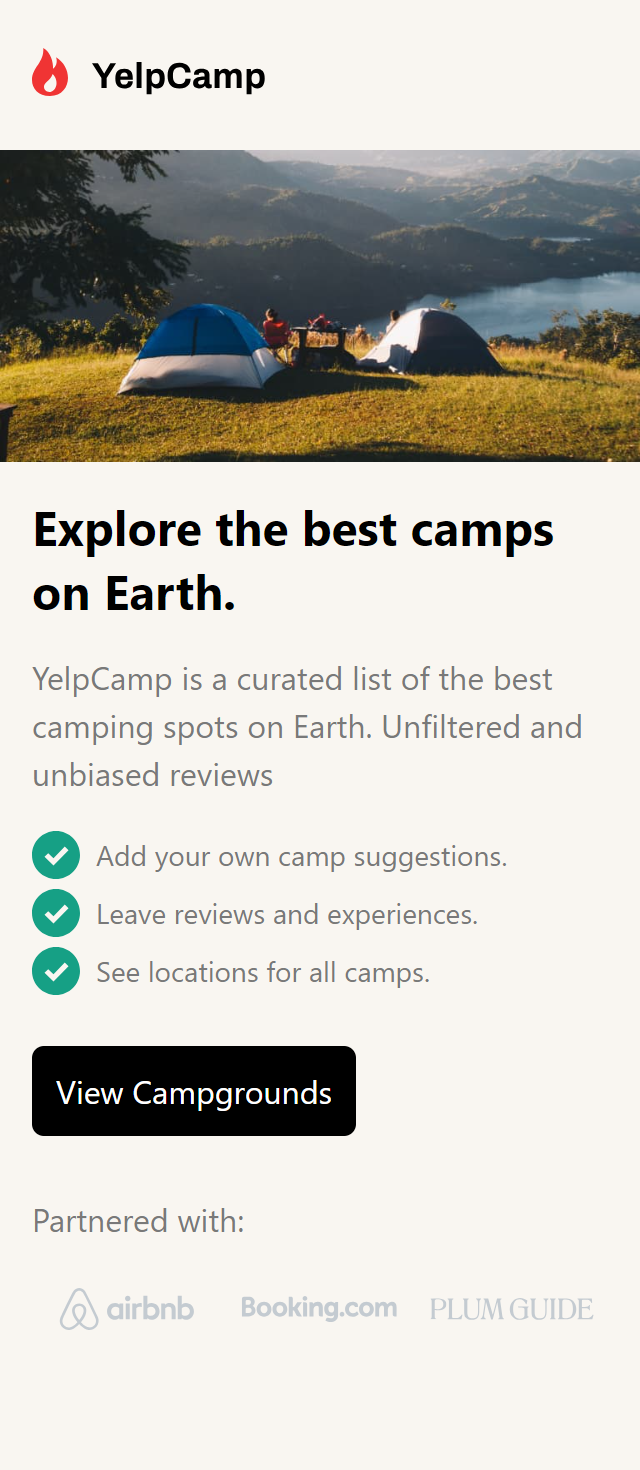 YelpCamp
Explore the best camps
on Earth.
YelpCamp is a curated list of the best
camping spots on Earth. Unfiltered and
unbiased reviews
Add your own camp suggestions.
Leave reviews and experiences.
See locations for all camps.
View Campgrounds
Partnered with:
airbnb Booking.com PLUM GUIDE